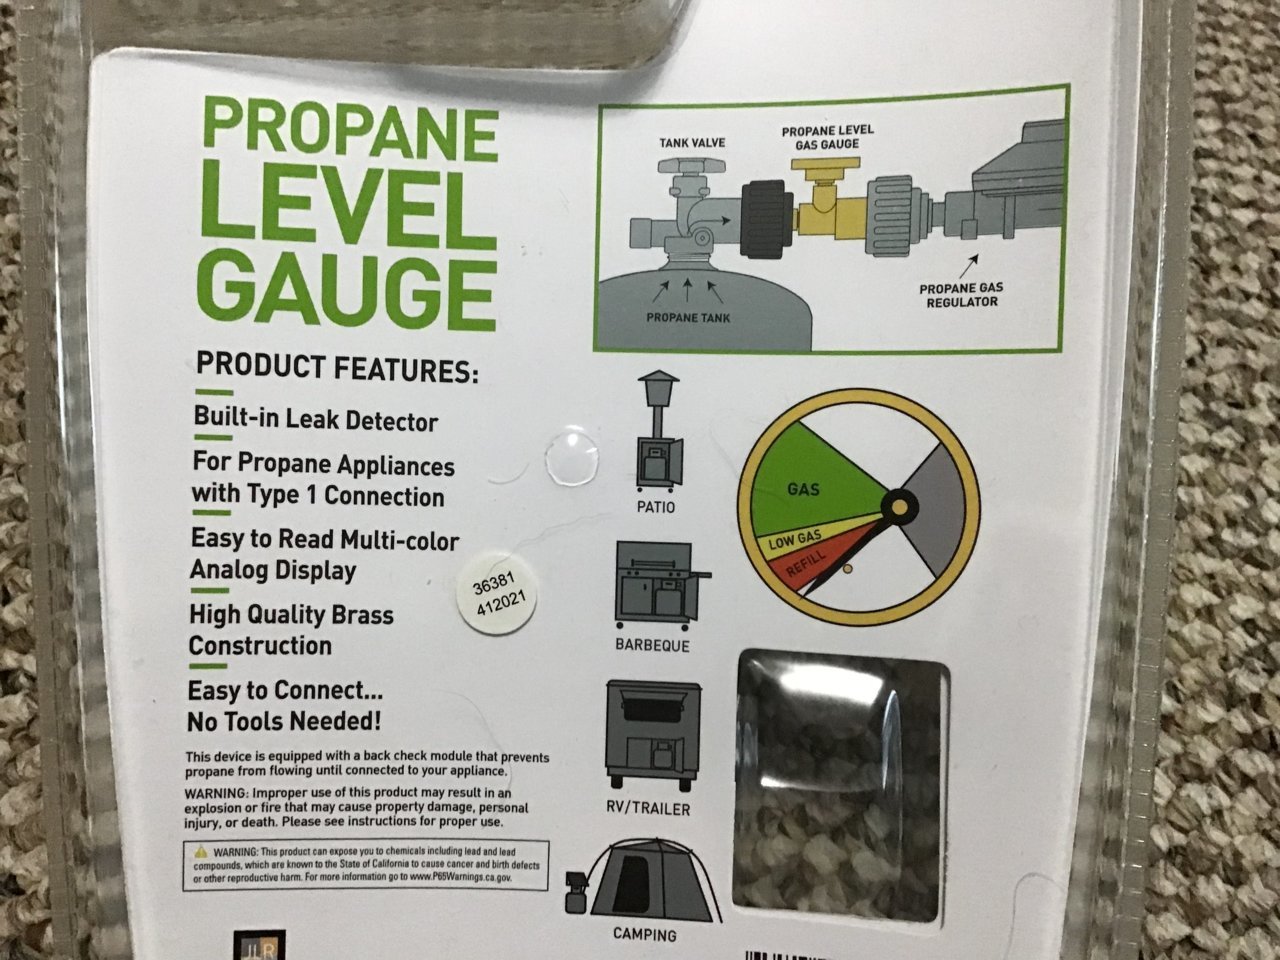 PROPANE
LEVEL
GAUGE
PRODUCT FEATURES:
Built-in Leak Detector
For Propane Appliances
with Type 1 Connection
Easy to Read Multi-color
Analog Display
High Quality Brass
Construction
Easy to Connect...
No Tools Needed!
This device is equipped with a back check module that prevents
propane from flowing until connected to your appliance.
WARNING: Improper use of this product may result in an
explosion or fire that may cause property damage, personal
injury, or death. Please see instructions for proper use.
WARNING: This product can expose you to chemicals including lead and lead
compounds, which are known to the State of California to cause cancer and birth defects
or other reproductive harm. For more information go to www.P65Warnings.ca.gov.
JLR
36381
412021
TANK VALVE
PROPANE LEVEL
GAS GAUGE
PROPANE GAS
REGULATOR
PROPANE TANK
PATIO
BARBEQUE
RV/TRAILER
CAMPING
GAS
LOW GAS
REFILL